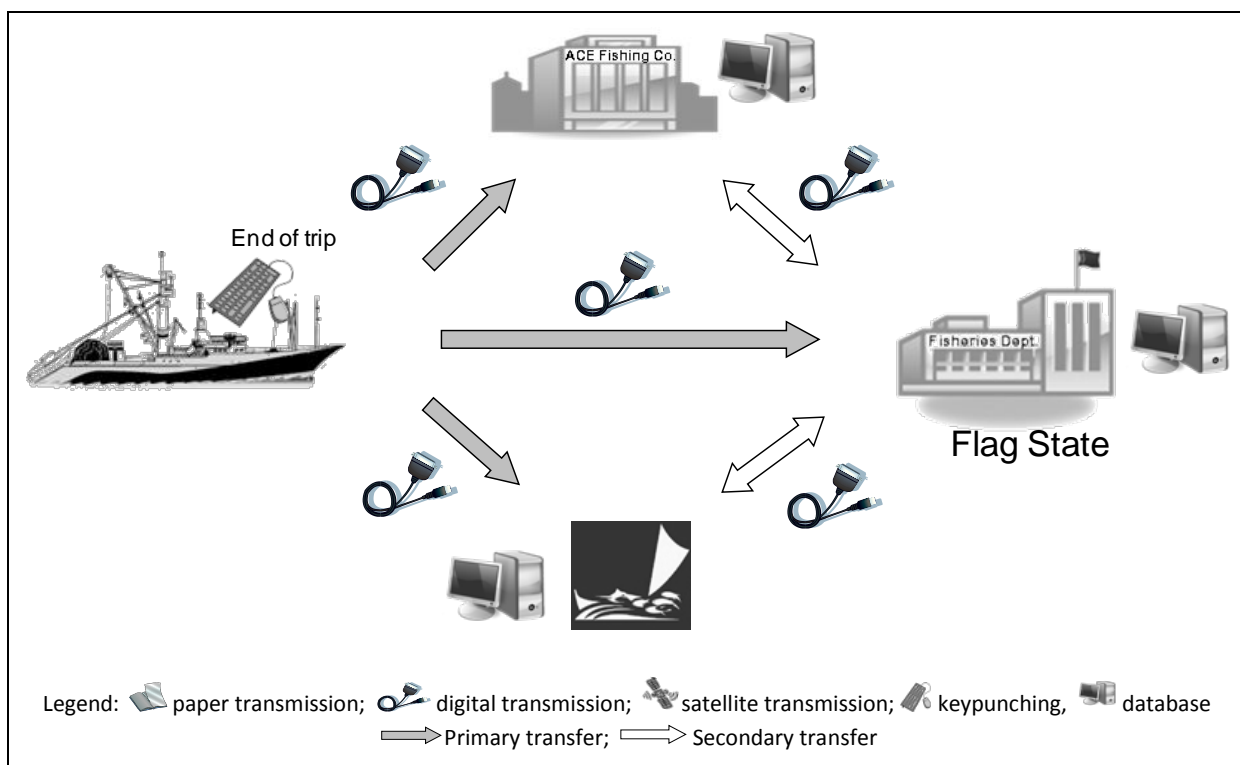 ACE Fishing Co.
End of trip
Fisheries Dept.
Flag State
Legend: paper transmission; digital transmission; satellite transmission; keypunching, database
Primary transfer; Secondary transfer